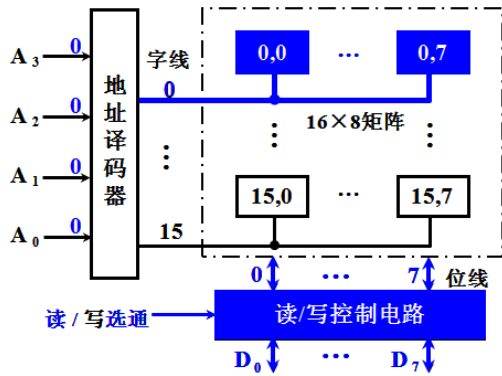 A3 0
A2 0
A1 0
A0 0
地址译码器
字线
0
⋮
15
0,0 … 0,7
16×8矩阵
⋮ ⋮
15,0 … 15,7
0 … 7 位线
读 / 写选通
读/写控制电路
D0 … D7